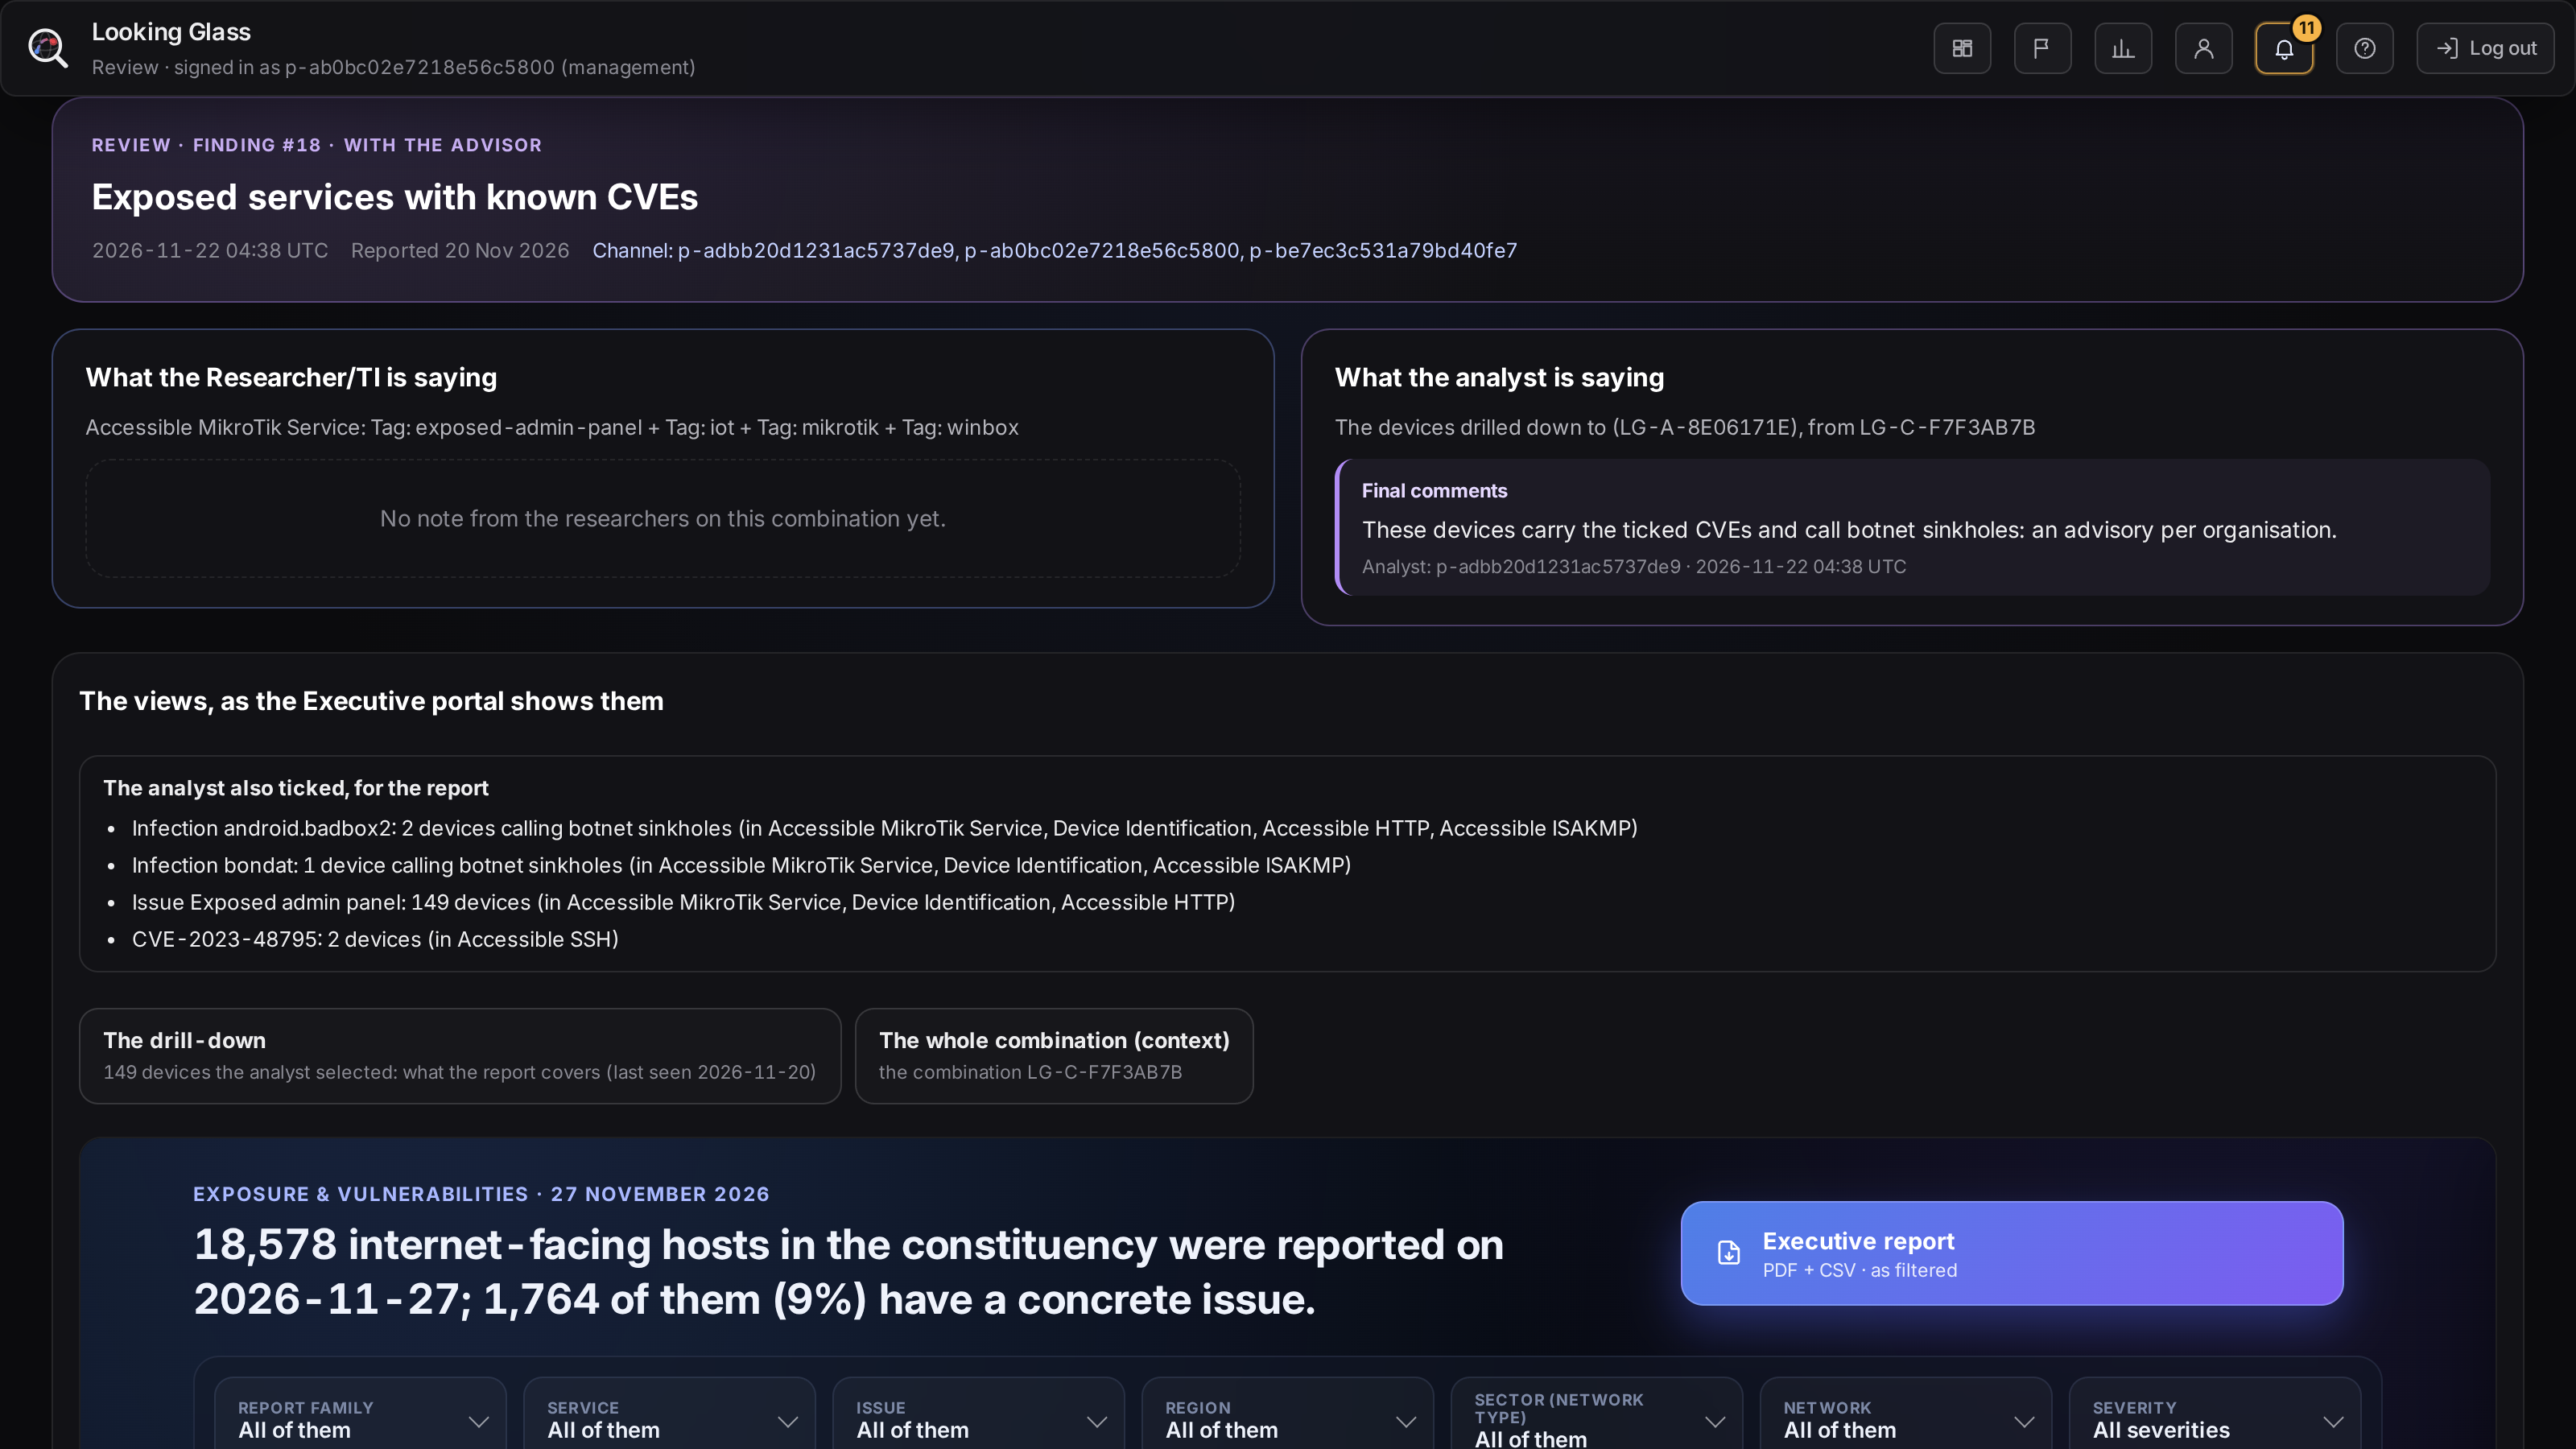 Looking Glass
Review · signed in as p-ab0bc02e7218e56c5800 (management)
11
Log out
REVIEW · FINDING #18 · WITH THE ADVISOR
Exposed services with known CVEs
2026-11-22 04:38 UTC Reported 20 Nov 2026 Channel: p-adbb20d1231ac5737de9, p-ab0bc02e7218e56c5800, p-be7ec3c531a79bd40fe7
What the Researcher/TI is saying
Accessible MikroTik Service: Tag: exposed-admin-panel + Tag: iot + Tag: mikrotik + Tag: winbox
No note from the researchers on this combination yet.
What the analyst is saying
The devices drilled down to (LG-A-8E06171E), from LG-C-F7F3AB7B
Final comments
These devices carry the ticked CVEs and call botnet sinkholes: an advisory per organisation.
Analyst: p-adbb20d1231ac5737de9 · 2026-11-22 04:38 UTC
The views, as the Executive portal shows them
The analyst also ticked, for the report
• Infection android.badbox2: 2 devices calling botnet sinkholes (in Accessible MikroTik Service, Device Identification, Accessible HTTP, Accessible ISAKMP)
• Infection bondat: 1 device calling botnet sinkholes (in Accessible MikroTik Service, Device Identification, Accessible ISAKMP)
• Issue Exposed admin panel: 149 devices (in Accessible MikroTik Service, Device Identification, Accessible HTTP)
• CVE-2023-48795: 2 devices (in Accessible SSH)
The drill-down
149 devices the analyst selected: what the report covers (last seen 2026-11-20)
The whole combination (context)
the combination LG-C-F7F3AB7B
EXPOSURE & VULNERABILITIES · 27 NOVEMBER 2026
18,578 internet-facing hosts in the constituency were reported on
2026-11-27; 1,764 of them (9%) have a concrete issue.
Executive report
PDF + CSV · as filtered
REPORT FAMILY
All of them
SERVICE
All of them
ISSUE
All of them
REGION
All of them
SECTOR (NETWORK
TYPE)
All of them
NETWORK
All of them
SEVERITY
All severities